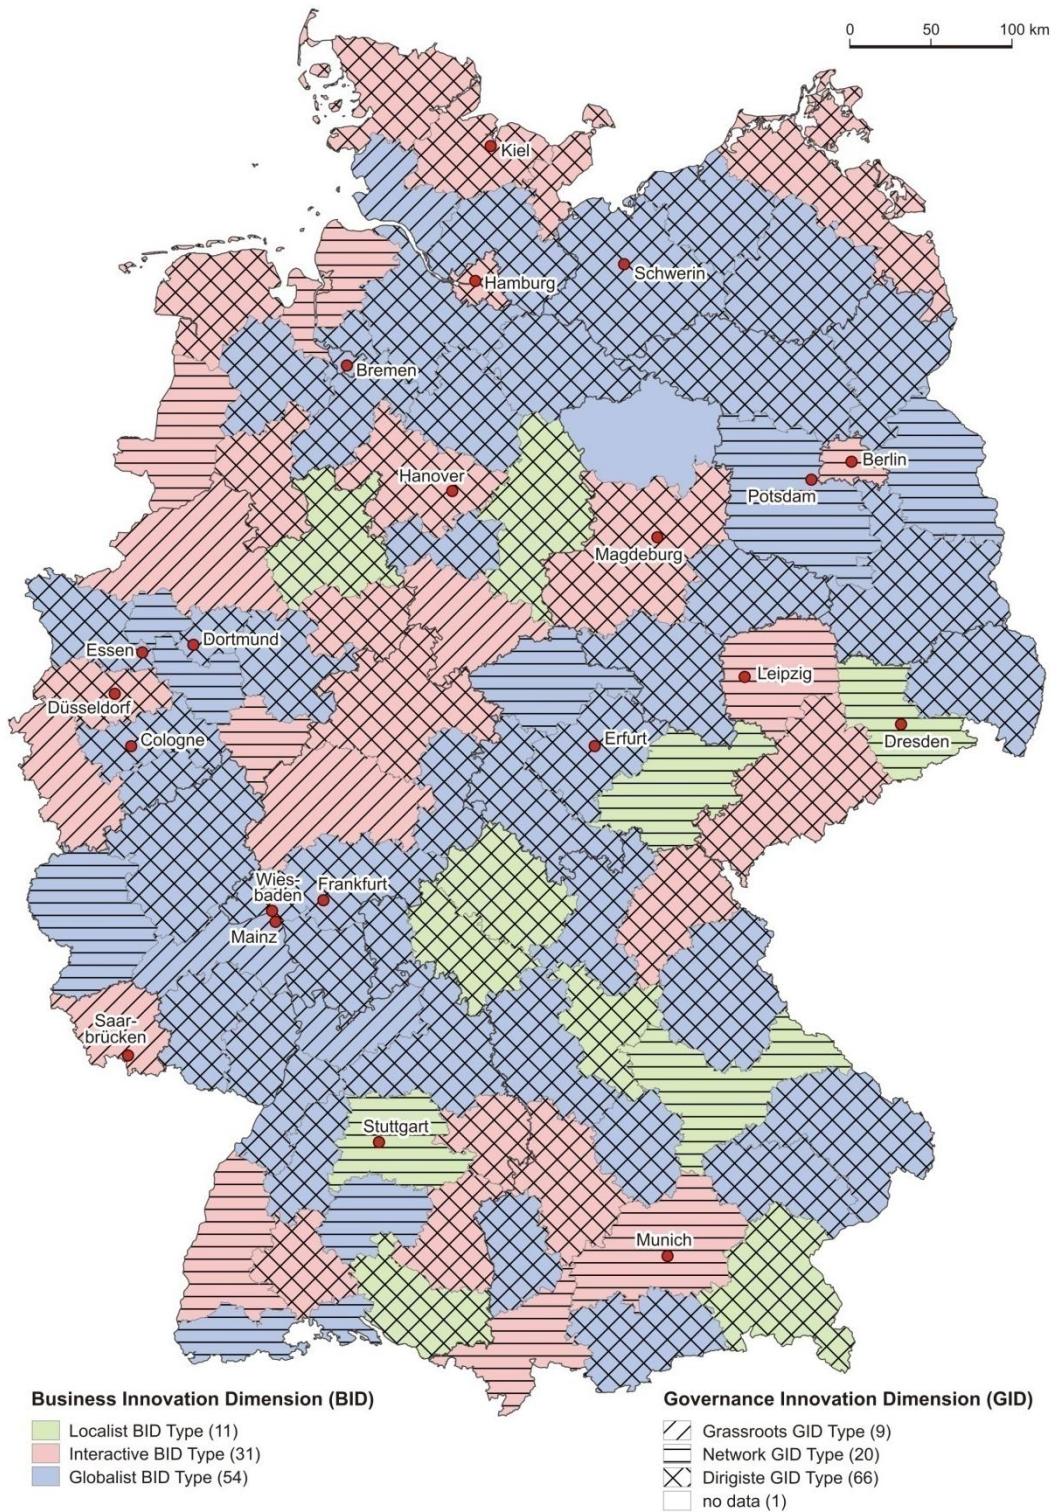 0 50 100 km
Kiel
Hamburg
Schwerin
Bremen
Hanover
Berlin
Potsdam
Magdeburg
Essen
Dortmund
Düsseldorf
Leipzig
Cologne
Erfurt
Dresden
Wies-
baden
Frankfurt
Mainz
Saar-
brücken
Stuttgart
Munich
Business Innovation Dimension (BID)
Localist BID Type (11)
Interactive BID Type (31)
Globalist BID Type (54)
Governance Innovation Dimension (GID)
Grassroots GID Type (9)
Network GID Type (20)
Dirigiste GID Type (66)
no data (1)